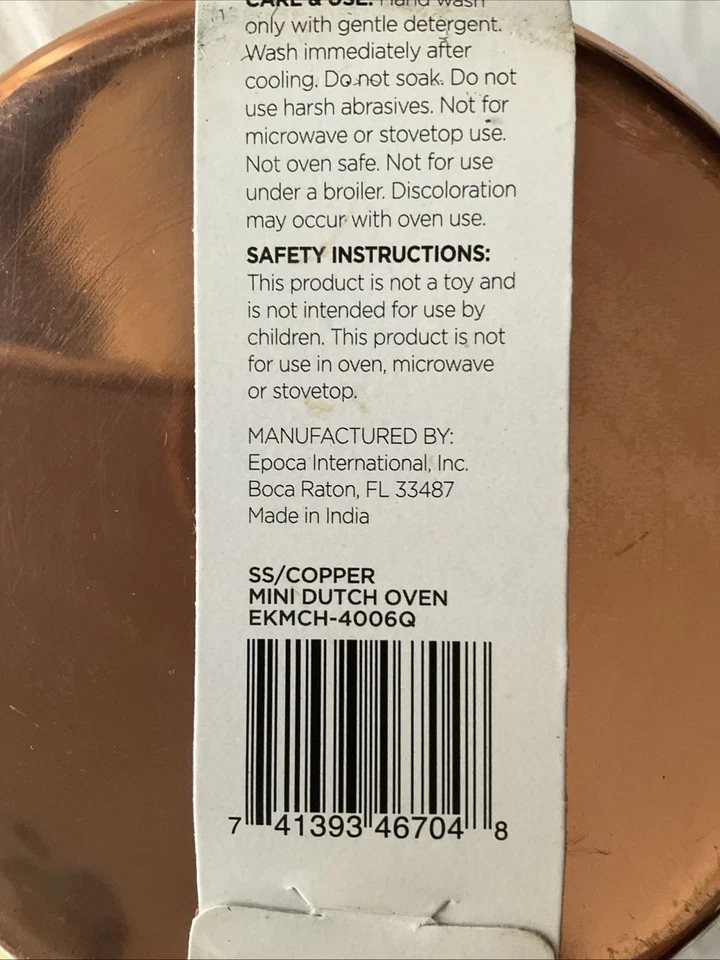 CARE & USE: Hand wash
only with gentle detergent.
Wash immediately after
cooling. Do not soak. Do not
use harsh abrasives. Not for
microwave or stovetop use.
Not oven safe. Not for use
under a broiler. Discoloration
may occur with oven use.
SAFETY INSTRUCTIONS:
This product is not a toy and
is not intended for use by
children. This product is not
for use in oven, microwave
or stovetop.
MANUFACTURED BY:
Epoca International, Inc.
Boca Raton, FL 33487
Made in India
SS/COPPER
MINI DUTCH OVEN
EKMCH-4006Q
7 41393 46704 8